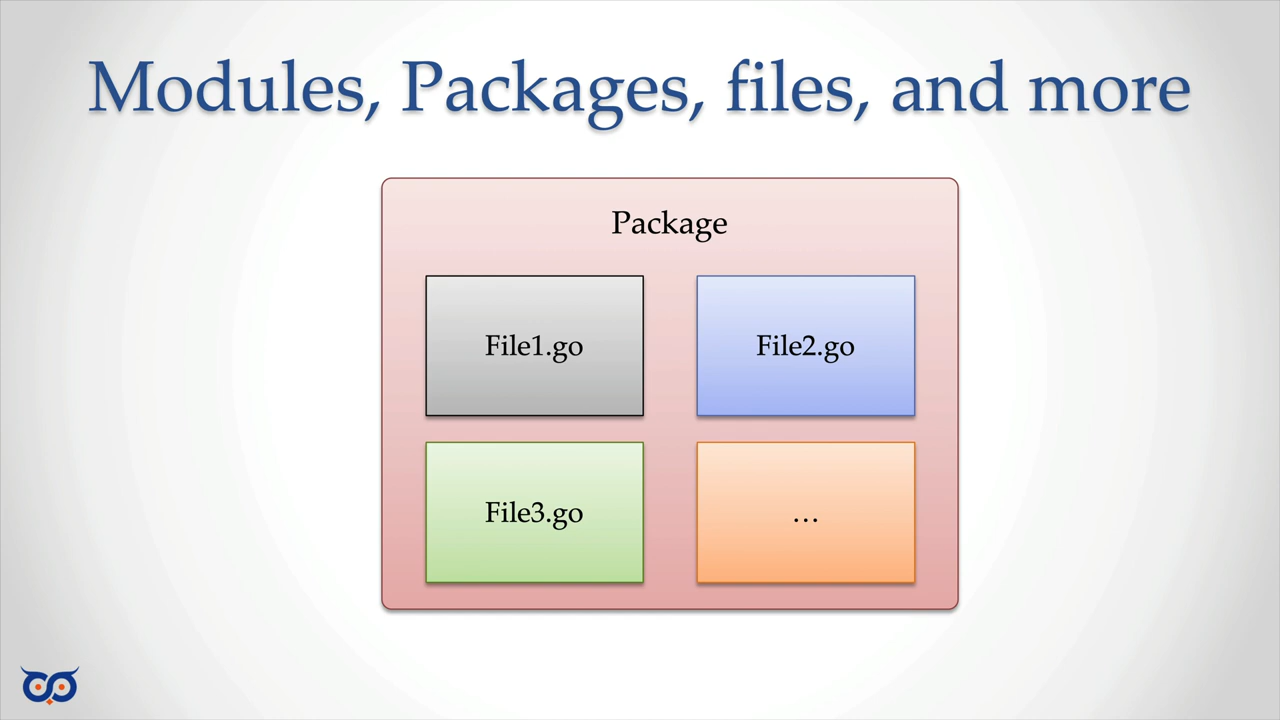 Modules, Packages, files, and more
Package
File1.go
File2.go
File3.go
...